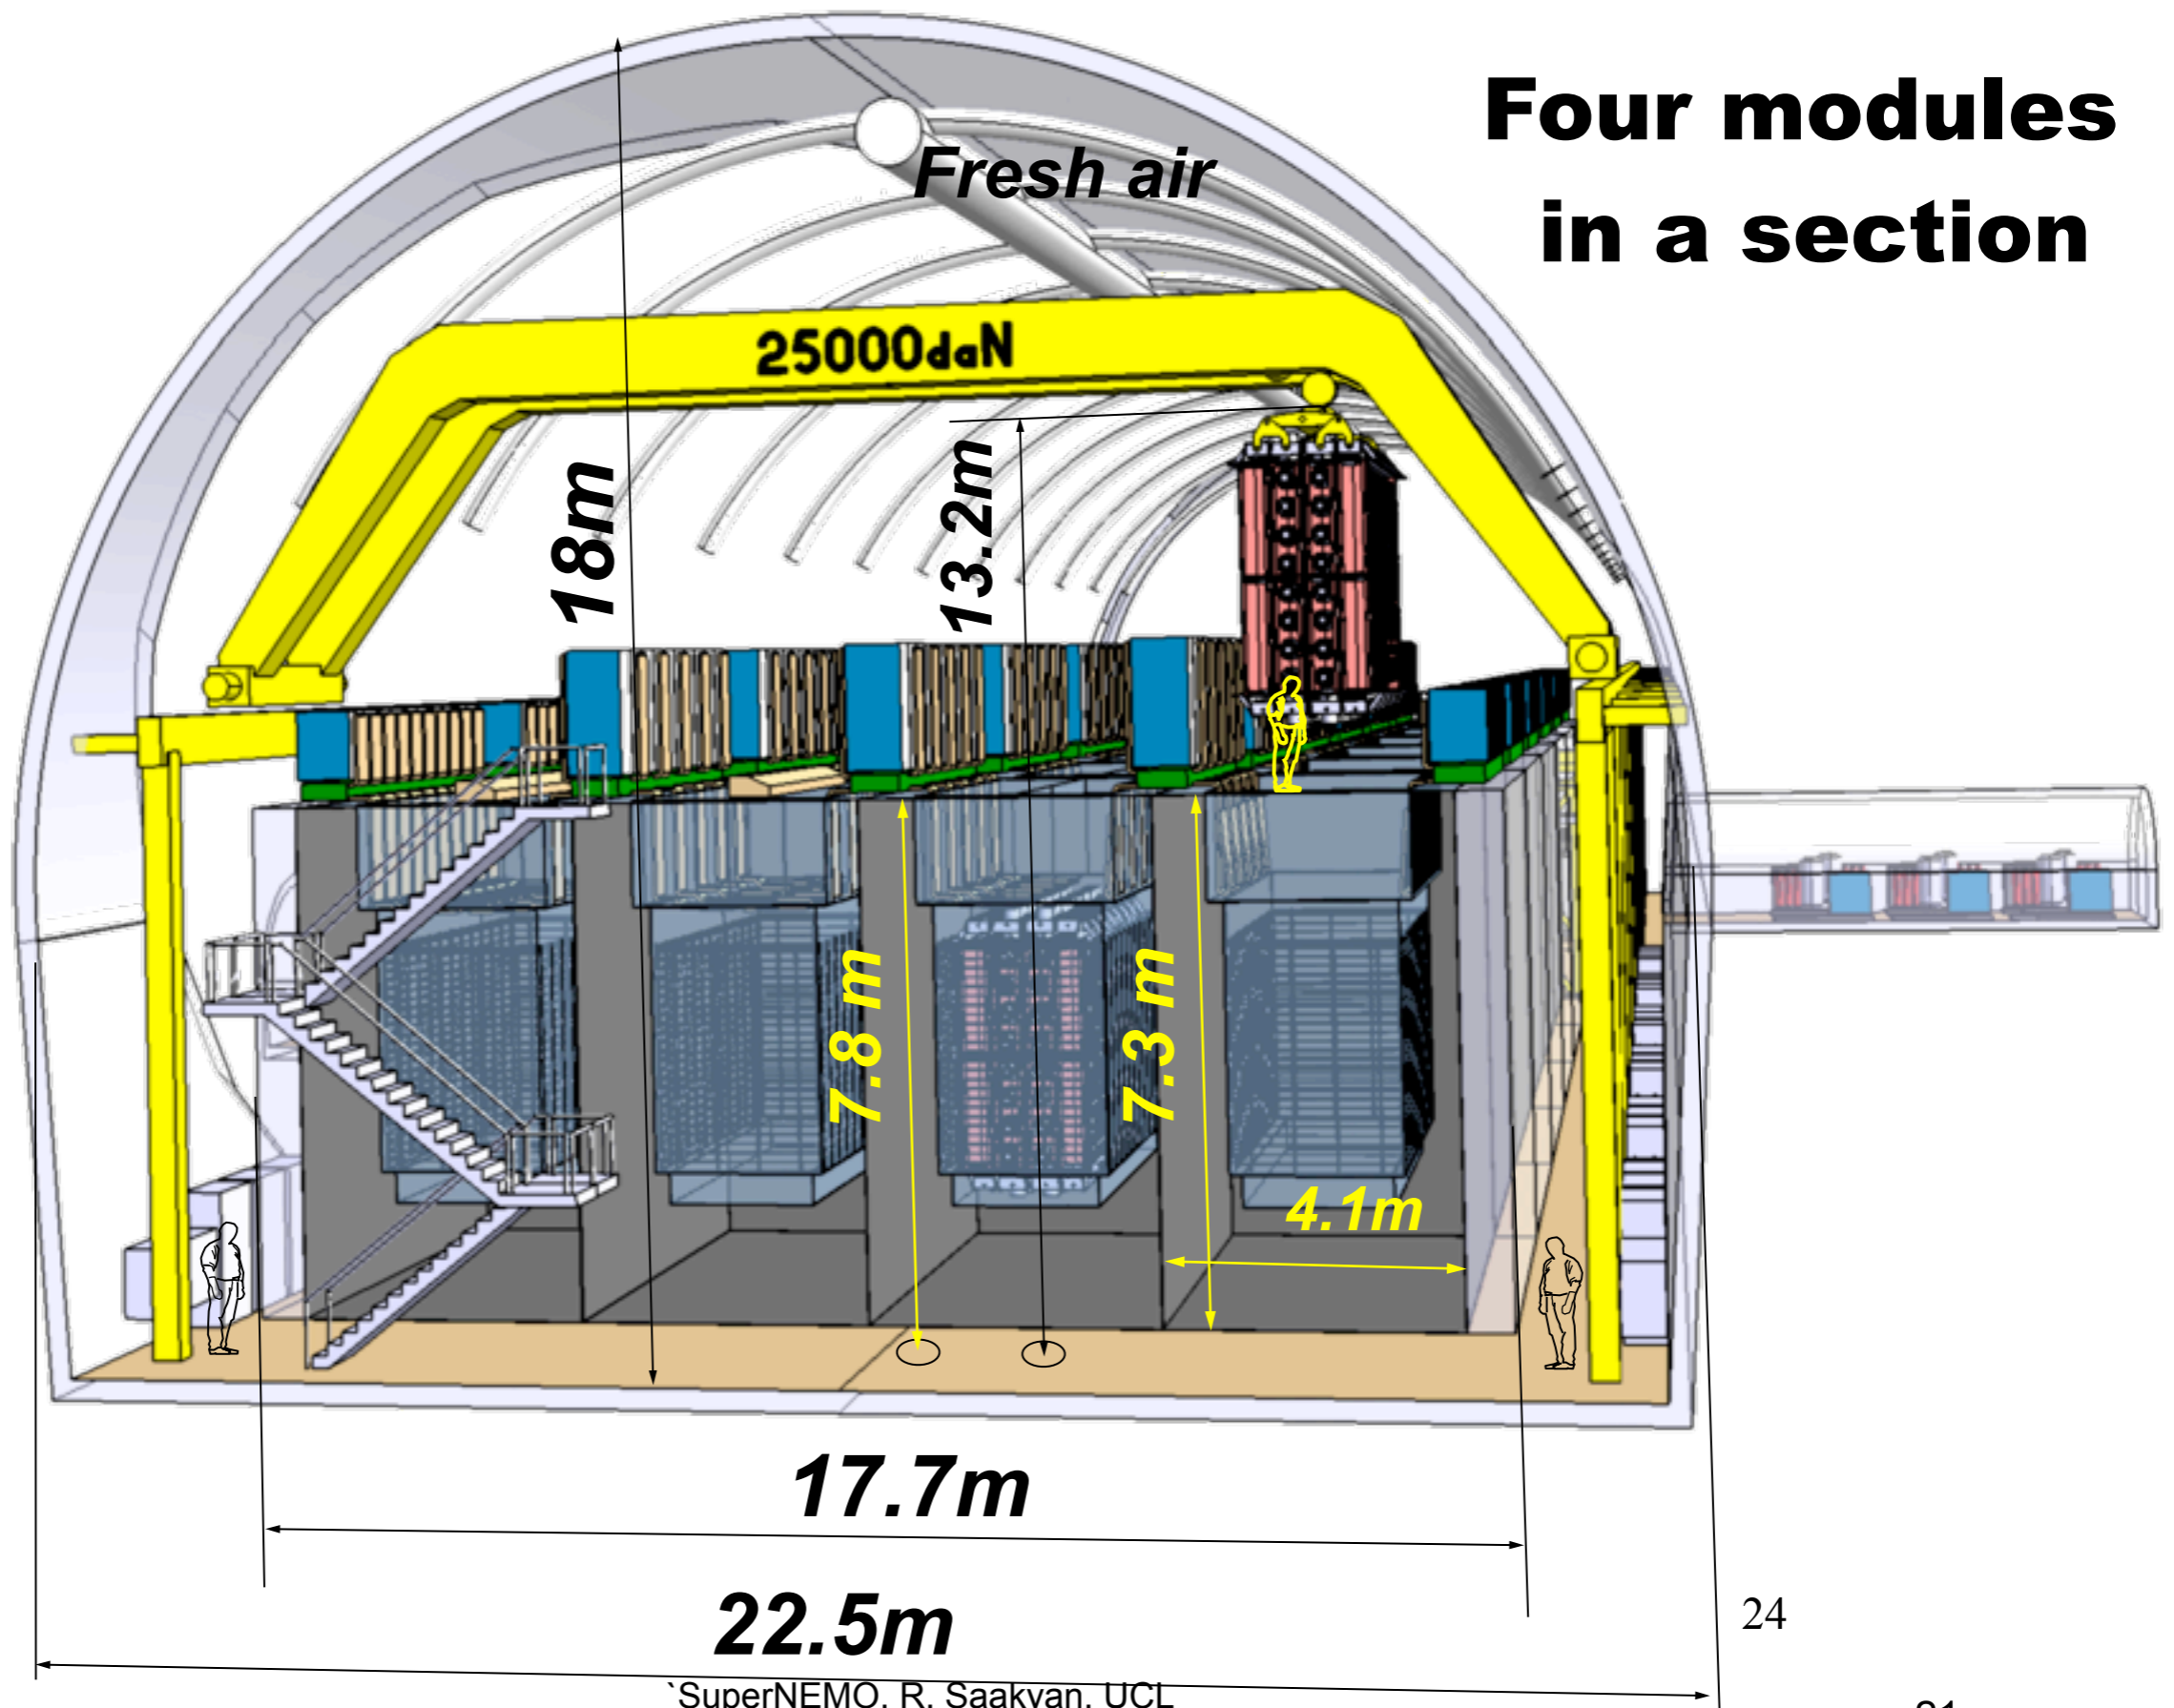 Four modules
in a section
Fresh air
25000daN
18m
13.2m
7.8 m
7.3 m
4.1m
17.7m
22.5m
24
`SuperNEMO, R. Saakyan, UCL